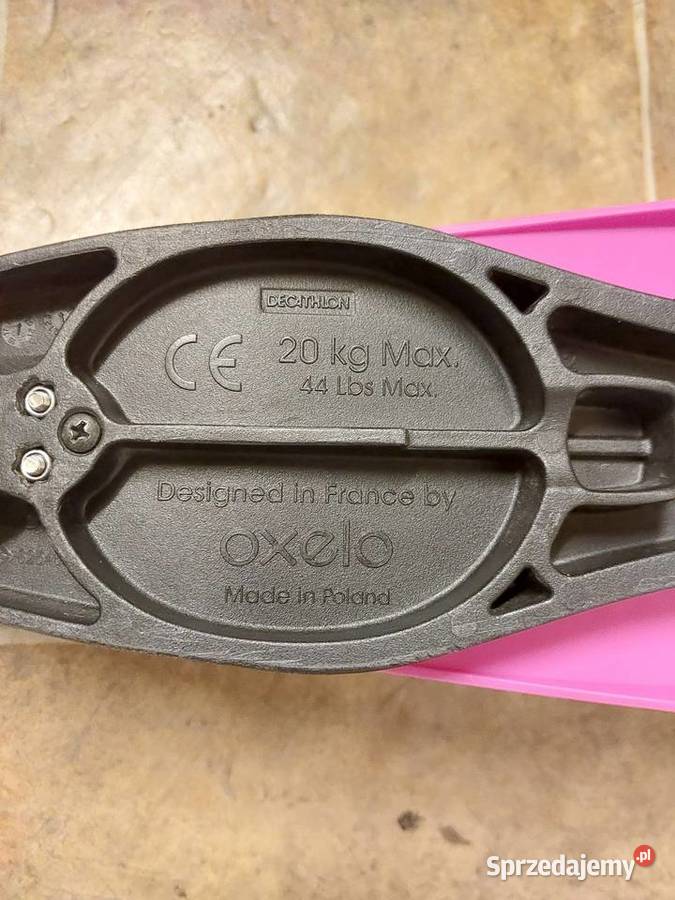 DECATHLON
CE 20 kg Max.
44 Lbs Max.
Designed in France by
oxelo
Made in Poland
Sprzedajemy.pl